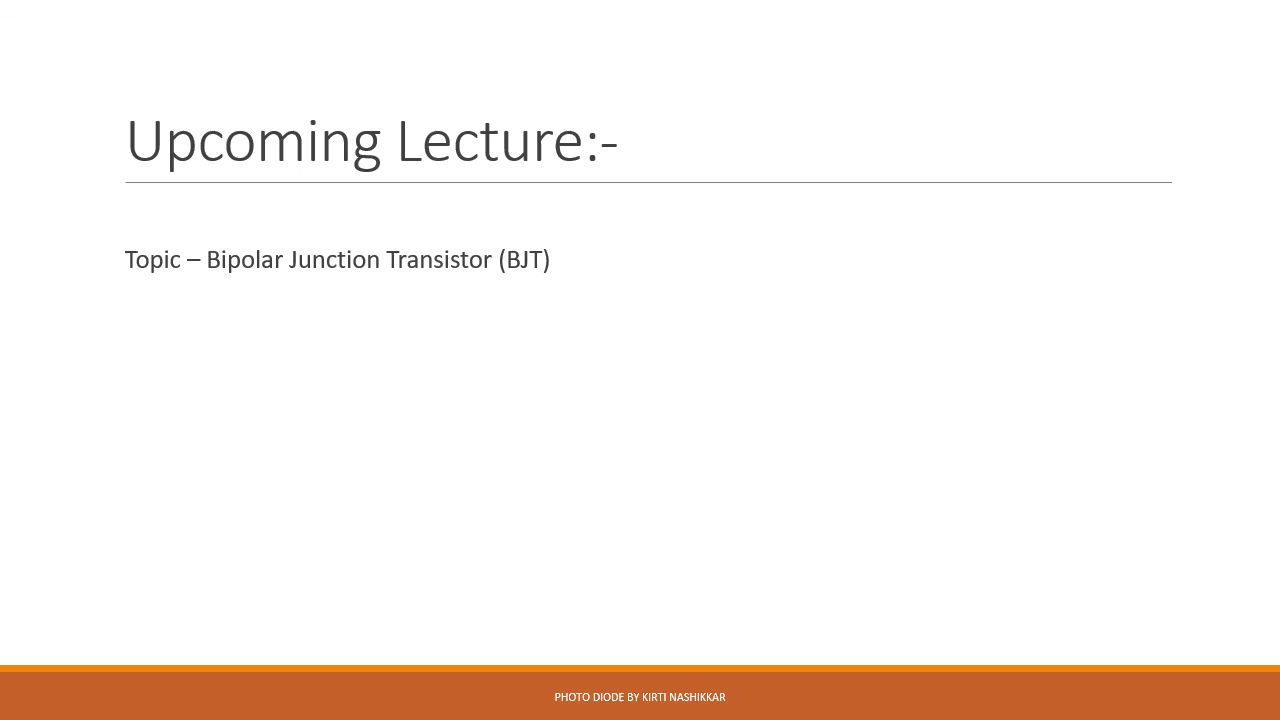 Upcoming Lecture:-
Topic – Bipolar Junction Transistor (BJT)
PHOTO DIODE BY KIRTI NASHIKKAR